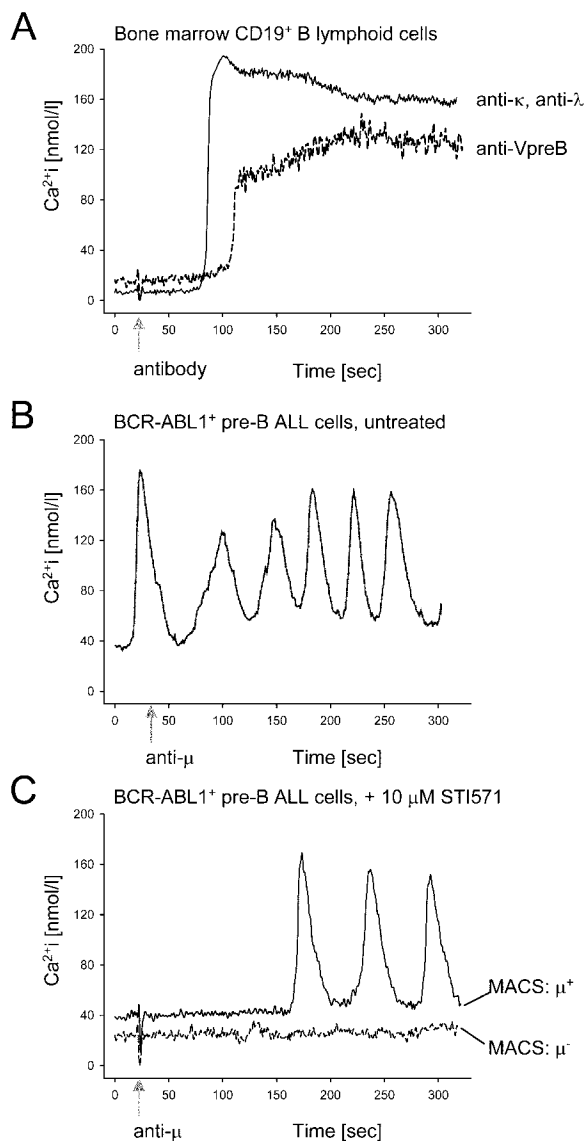 A
Bone marrow CD19⁺ B lymphoid cells
200
160
120
80
40
0
Ca²⁺i [nmol/l]
anti-κ, anti-λ
anti-VpreB
0 50 100 150 200 250 300
antibody
Time [sec]
B
BCR-ABL1⁺ pre-B ALL cells, untreated
200
160
120
80
40
0
Ca²⁺i [nmol/l]
0 50 100 150 200 250 300
anti-μ
Time [sec]
C
BCR-ABL1⁺ pre-B ALL cells, + 10 μM STI571
200
160
120
80
40
0
Ca²⁺i [nmol/l]
MACS: μ⁺
MACS: μ⁻
0 50 100 150 200 250 300
anti-μ
Time [sec]